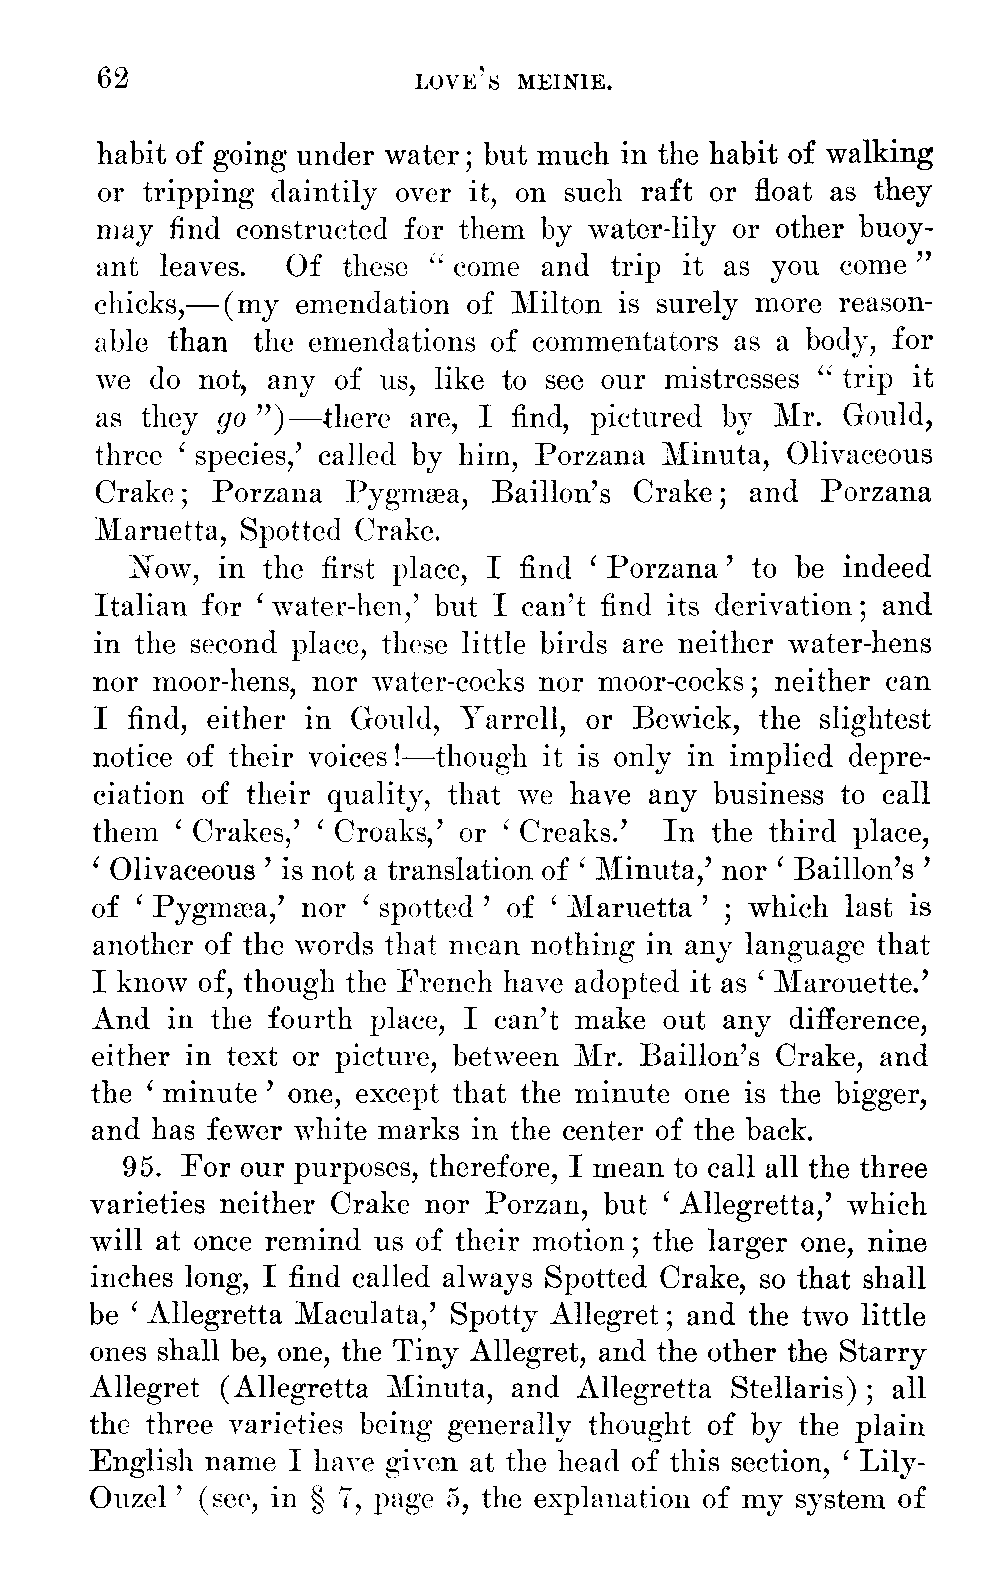 62 LOVE'S MEINIE.
habit of going under water; but much in the habit of walking
or tripping daintily over it, on such raft or float as they
may find constructed for them by water-lily or other buoy-
ant leaves. Of these “come and trip it as you come”
chicks,—(my emendation of Milton is surely more reason-
able than the emendations of commentators as a body, for
we do not, any of us, like to see our mistresses “trip it
as they go”)—there are, I find, pictured by Mr. Gould,
three ‘species,’ called by him, Porzana Minuta, Olivaceous
Crake; Porzana Pygmæa, Baillon’s Crake; and Porzana
Maruetta, Spotted Crake.
Now, in the first place, I find ‘Porzana’ to be indeed
Italian for ‘water-hen,’ but I can’t find its derivation; and
in the second place, these little birds are neither water-hens
nor moor-hens, nor water-cocks nor moor-cocks; neither can
I find, either in Gould, Yarrell, or Bewick, the slightest
notice of their voices!—though it is only in implied depre-
ciation of their quality, that we have any business to call
them ‘Crakes,’ ‘Croaks,’ or ‘Creaks.’ In the third place,
‘Olivaceous’ is not a translation of ‘Minuta,’ nor ‘Baillon’s’
of ‘Pygmæa,’ nor ‘spotted’ of ‘Maruetta’; which last is
another of the words that mean nothing in any language that
I know of, though the French have adopted it as ‘Marouette.’
And in the fourth place, I can’t make out any difference,
either in text or picture, between Mr. Baillon’s Crake, and
the ‘minute’ one, except that the minute one is the bigger,
and has fewer white marks in the center of the back.
95. For our purposes, therefore, I mean to call all the three
varieties neither Crake nor Porzan, but ‘Allegretta,’ which
will at once remind us of their motion; the larger one, nine
inches long, I find called always Spotted Crake, so that shall
be ‘Allegretta Maculata,’ Spotty Allegret; and the two little
ones shall be, one, the Tiny Allegret, and the other the Starry
Allegret (Allegretta Minuta, and Allegretta Stellaris); all
the three varieties being generally thought of by the plain
English name I have given at the head of this section, ‘Lily-
Ouzel’ (see, in § 7, page 5, the explanation of my system of